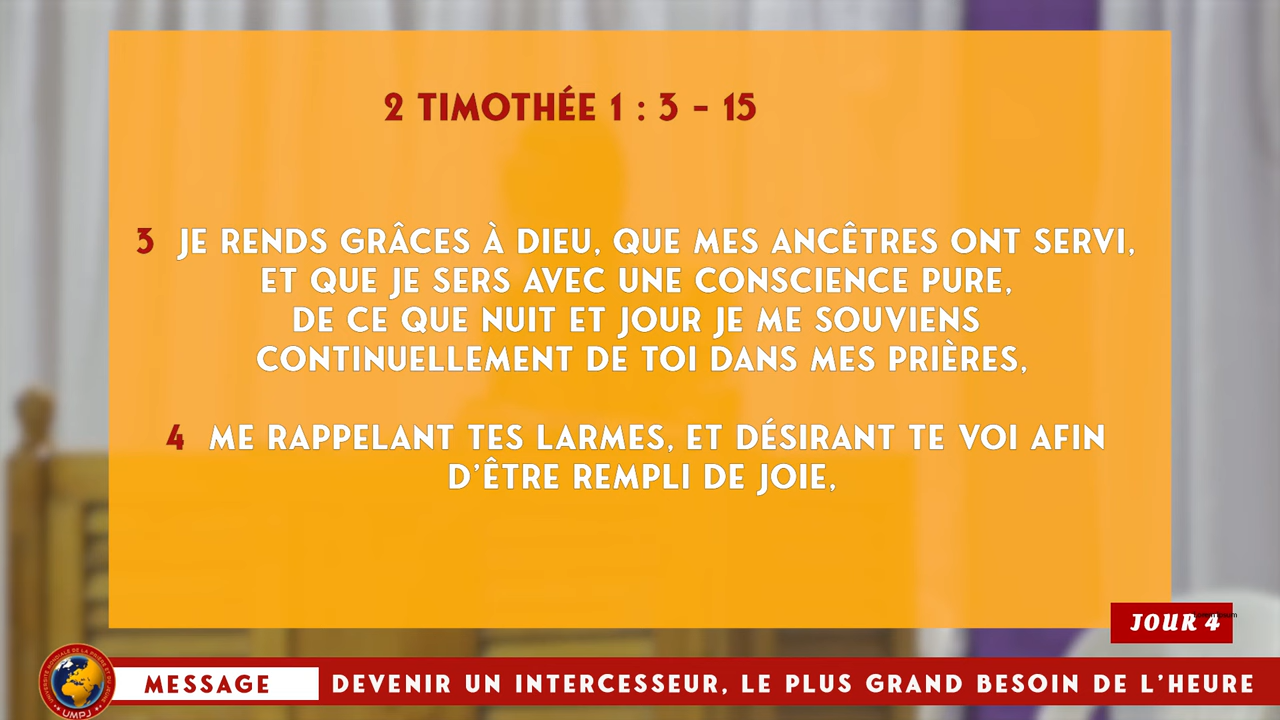 2 TIMOTHÉE 1 : 3 - 15
3 JE RENDS GRÂCES À DIEU, QUE MES ANCÊTRES ONT SERVI,
ET QUE JE SERS AVEC UNE CONSCIENCE PURE,
DE CE QUE NUIT ET JOUR JE ME SOUVIENS
CONTINUELLEMENT DE TOI DANS MES PRIÈRES,
4 ME RAPPELANT TES LARMES, ET DÉSIRANT TE VOI AFIN
D'ÊTRE REMPLI DE JOIE,
JOUR 4
MESSAGE
DEVENIR UN INTERCESSEUR, LE PLUS GRAND BESOIN DE L'HEURE
UMPJ